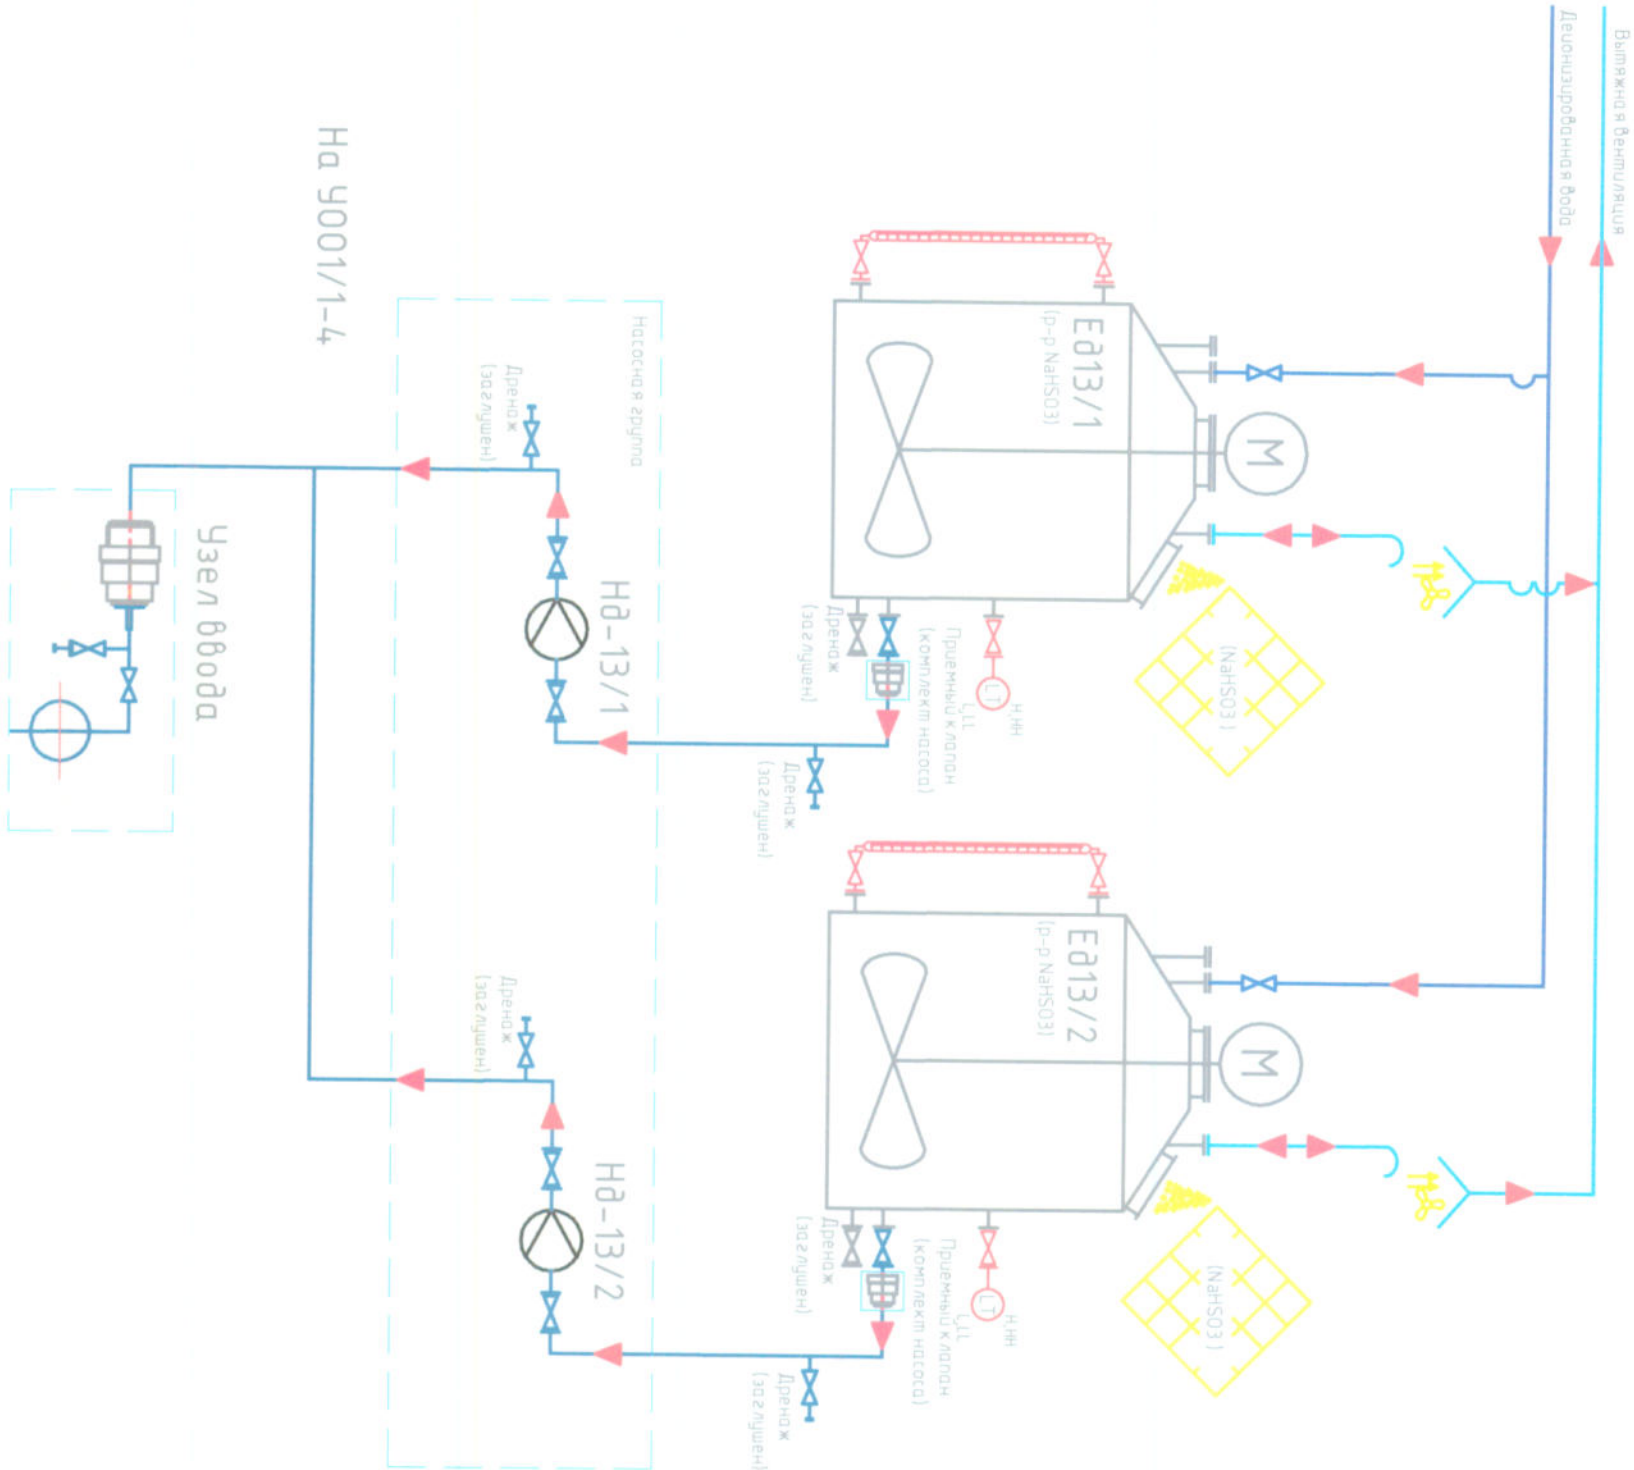 Вытяжная вентиляция
Деионизированная вода
Ед13/1
(р-р NaHSO3)
M
(NaHSO3)
H,HH
LT
L,LL
Приемный клапан
(комплект насоса)
Дренаж
(заглушен)
Дренаж
(заглушен)
Насосная группа
Нд-13/1
Дренаж
(заглушен)
На УОО1/1-4
Узел ввода
Ед13/2
(р-р NaHSO3)
M
(NaHSO3)
H,HH
LT
L,LL
Приемный клапан
(комплект насоса)
Дренаж
(заглушен)
Дренаж
(заглушен)
Нд-13/2
Дренаж
(заглушен)